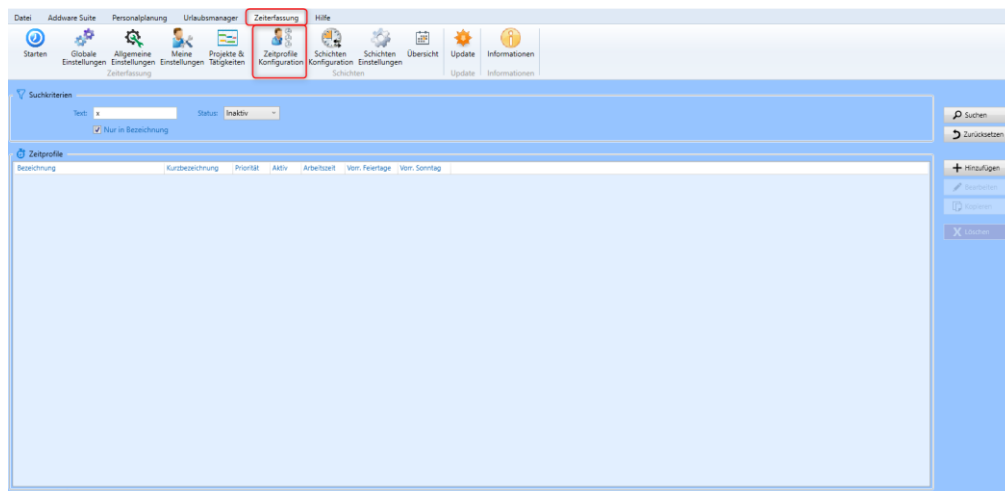 Datei Addware Suite Personalplanung Urlaubsmanager Zeiterfassung Hilfe
Starten Globale Einstellungen Allgemeine Einstellungen Meine Einstellungen Projekte & Tätigkeiten Zeitprofile Konfiguration Schichten Konfiguration Schichten Einstellungen Übersicht Update Informationen
Zeiterfassung Schichten Update Informationen
Suchkriterien
Text: x Status: Inaktiv
Nur in Bezeichnung
Suchen
Zurücksetzen
Zeitprofile
Bezeichnung Kurzbezeichnung Priorität Aktiv Arbeitszeit Vorr. Feiertage Vorr. Sonntag
Hinzufügen
Bearbeiten
Kopieren
Löschen